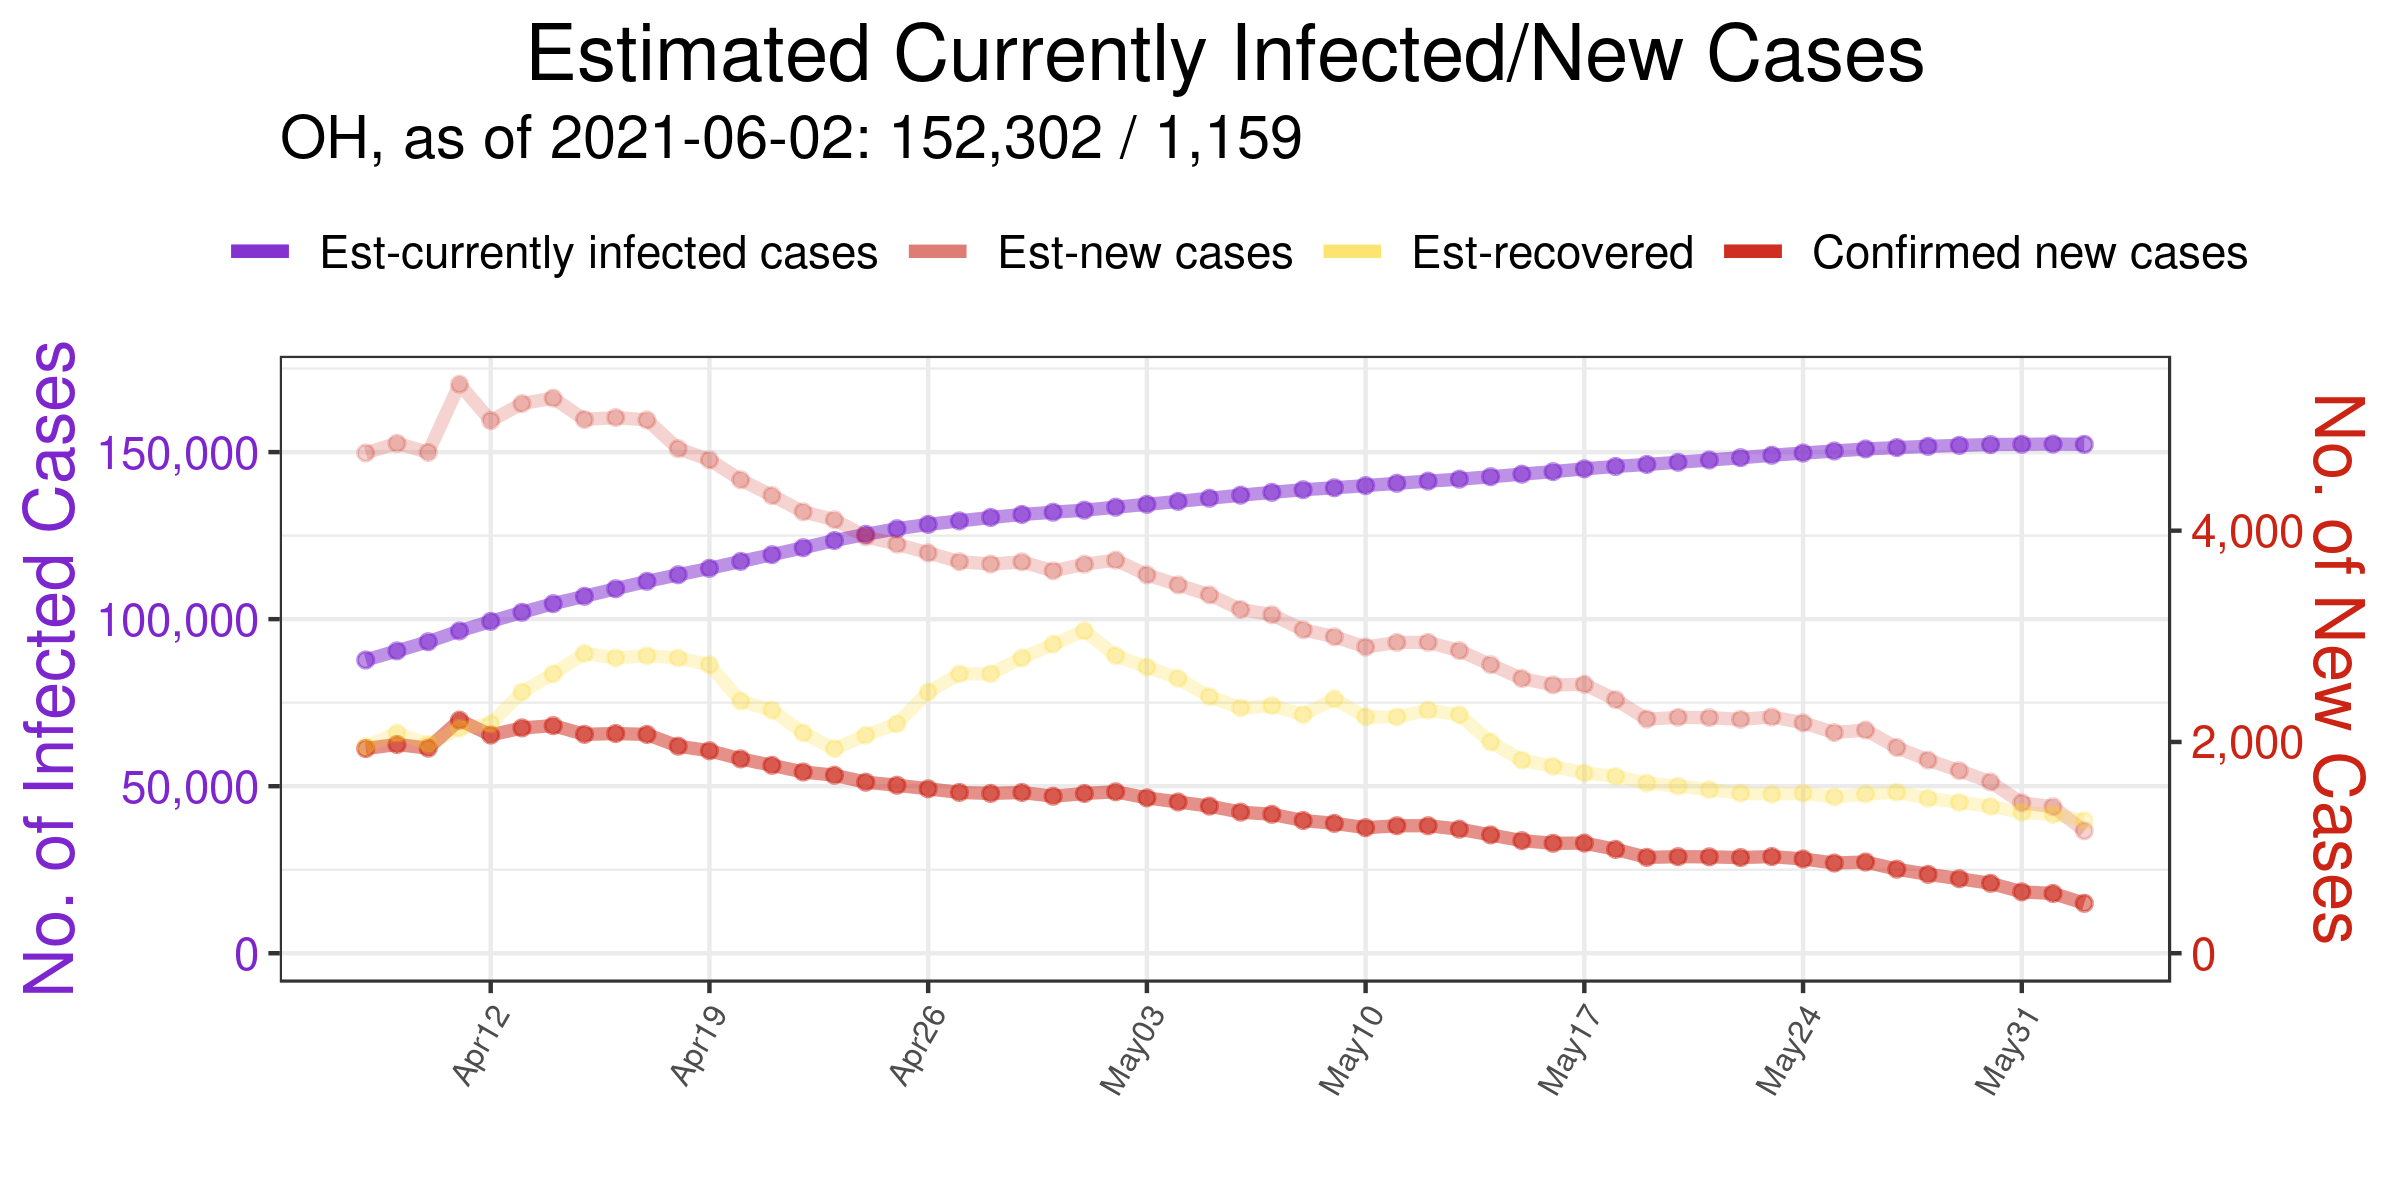 Estimated Currently Infected/New Cases
OH, as of 2021-06-02: 152,302 / 1,159
Est-currently infected cases Est-new cases Est-recovered Confirmed new cases
No. of Infected Cases
150,000
100,000
50,000
0
No. of New Cases
4,000
2,000
0
Apr12 Apr19 Apr26 May03 May10 May17 May24 May31